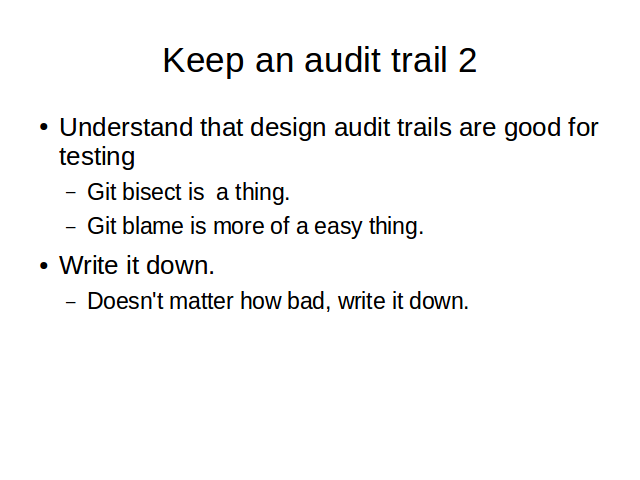 Keep an audit trail 2
● Understand that design audit trails are good for
testing
– Git bisect is  a thing.
– Git blame is more of a easy thing.
● Write it down.
– Doesn't matter how bad, write it down.